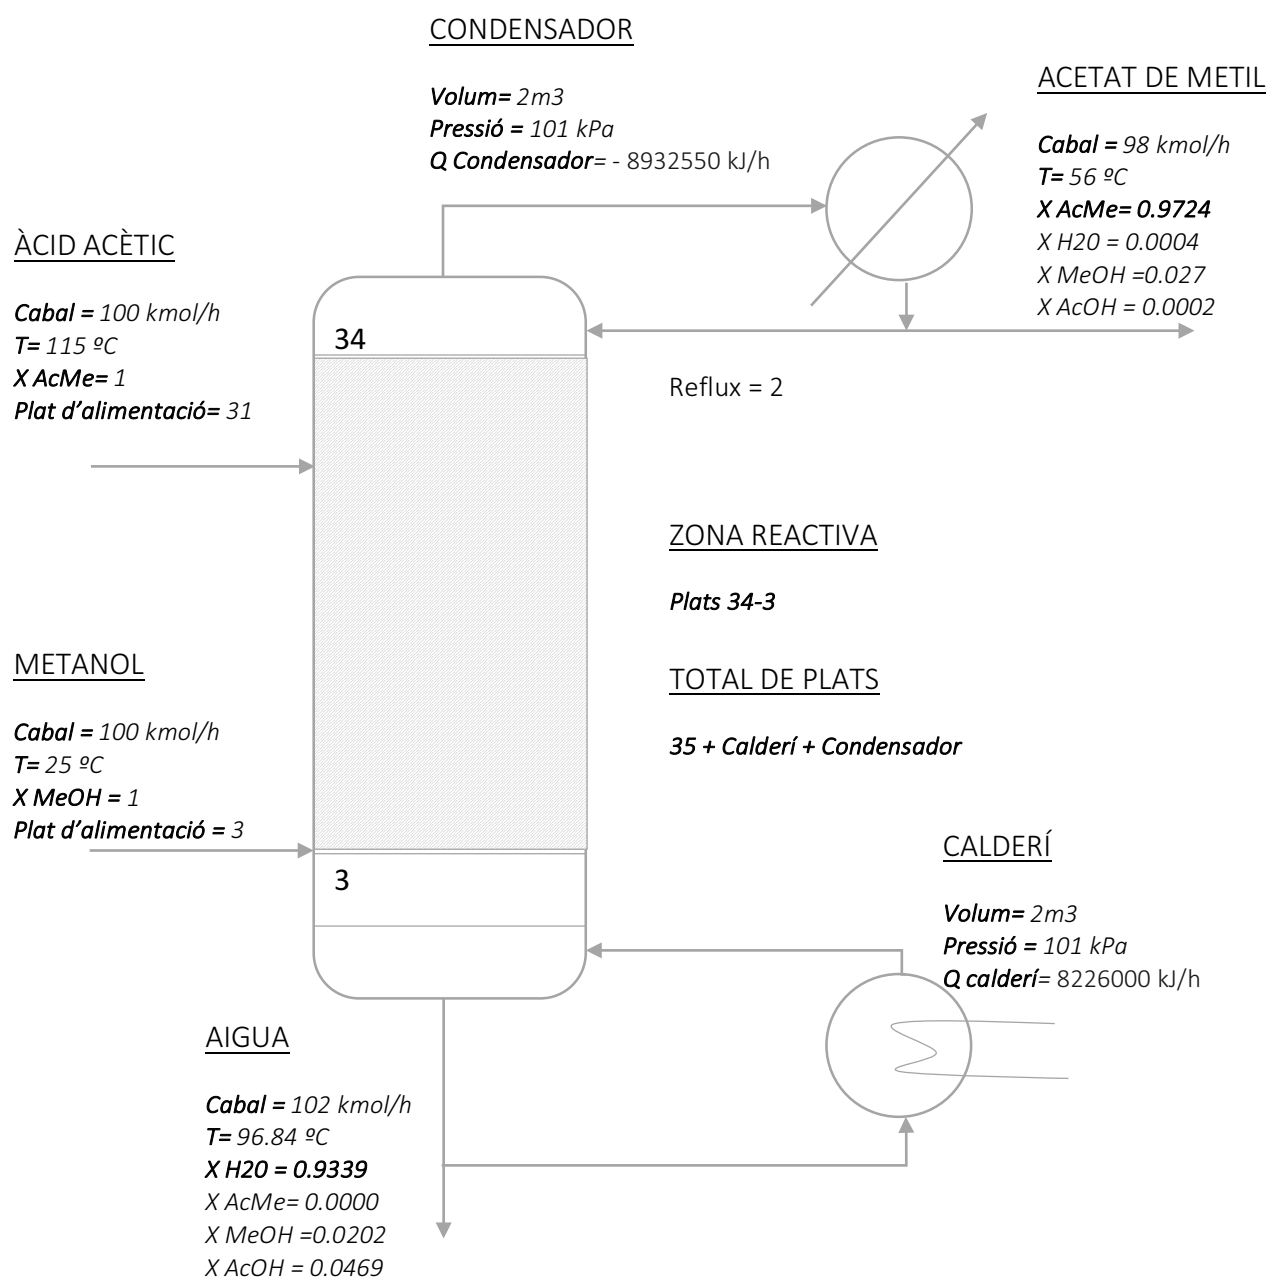 CONDENSADOR
Volum= 2m3
Pressió = 101 kPa
Q Condensador= - 8932550 kJ/h
ACETAT DE METIL
Cabal = 98 kmol/h
T= 56 ºC
X AcMe= 0.9724
X H20 = 0.0004
X MeOH =0.027
X AcOH = 0.0002
ÀCID ACÈTIC
Cabal = 100 kmol/h
T= 115 ºC
X AcMe= 1
Plat d’alimentació= 31
34
Reflux = 2
ZONA REACTIVA
Plats 34-3
METANOL
Cabal = 100 kmol/h
T= 25 ºC
X MeOH = 1
Plat d’alimentació = 3
TOTAL DE PLATS
35 + Calderí + Condensador
3
CALDERÍ
Volum= 2m3
Pressió = 101 kPa
Q calderí= 8226000 kJ/h
AIGUA
Cabal = 102 kmol/h
T= 96.84 ºC
X H20 = 0.9339
X AcMe= 0.0000
X MeOH =0.0202
X AcOH = 0.0469